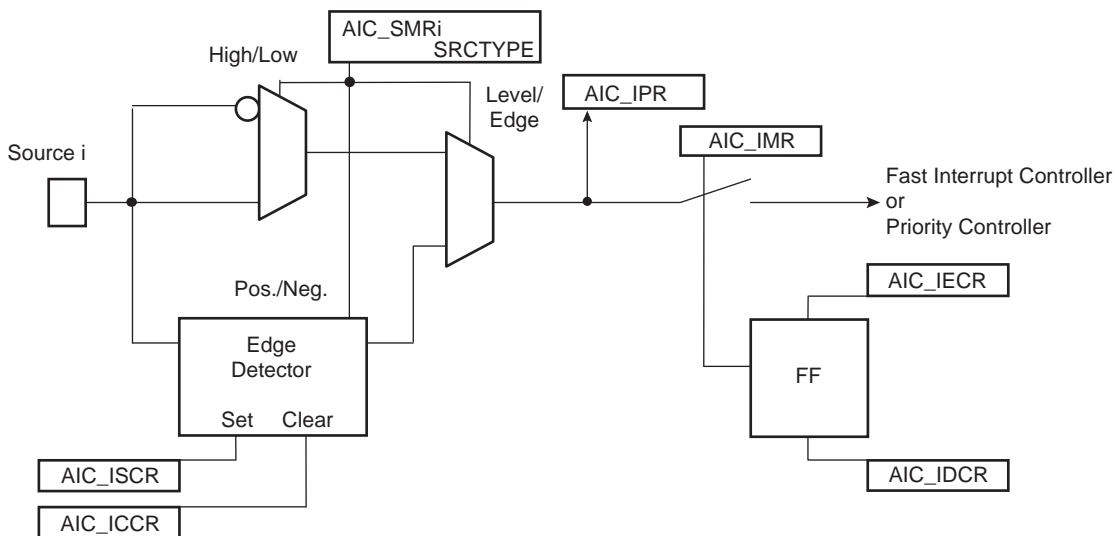 AIC_SMRi
SRCTYPE
High/Low
Level/
Edge
AIC_IPR
AIC_IMR
Source i
Fast Interrupt Controller
or
Priority Controller
AIC_IECR
Pos./Neg.
Edge
Detector
FF
Set Clear
AIC_ISCR
AIC_IDCR
AIC_ICCR